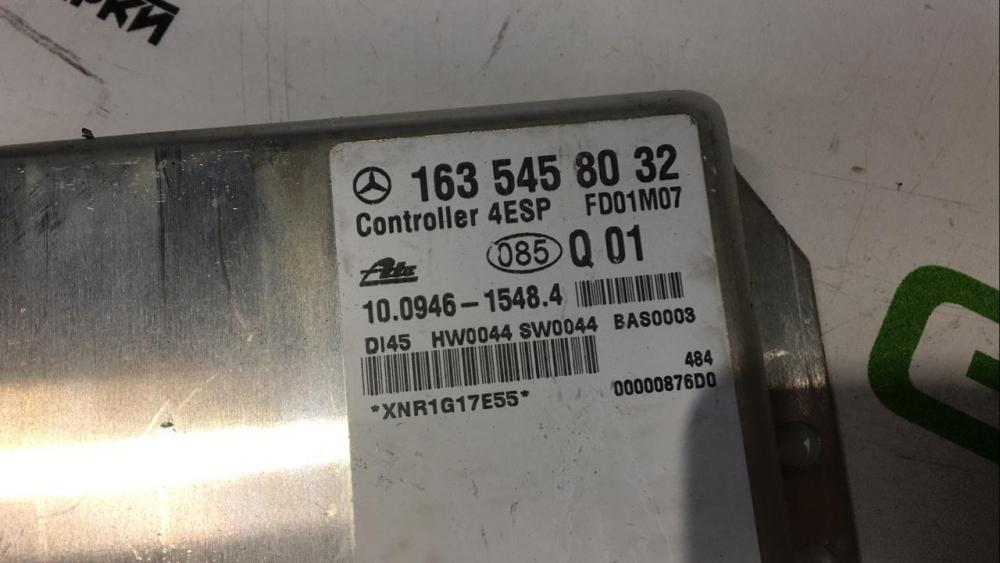 163 545 80 32
Controller 4ESP FD01M07
085 Q 01
Ate
10.0946-1548.4
DI45 HW0044 SW0044 BAS0003
484
*XNR1G17E55* 00000876D0